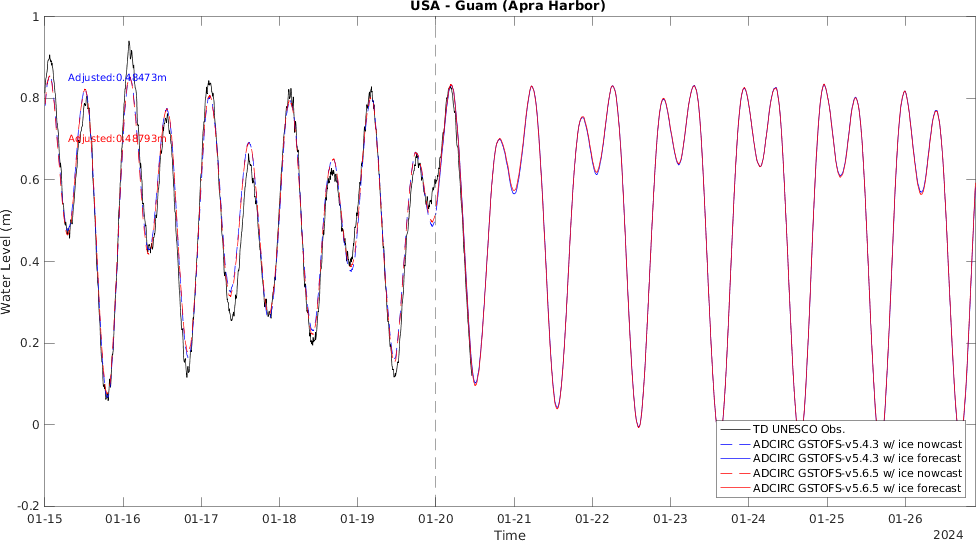 USA - Guam (Apra Harbor)
1
0.8
0.6
0.4
0.2
0
-0.2
Water Level (m)
Adjusted:0.48473m
Adjusted:0.48793m
TD UNESCO Obs.
ADCIRC GSTOFS-v5.4.3 w/ ice nowcast
ADCIRC GSTOFS-v5.4.3 w/ ice forecast
ADCIRC GSTOFS-v5.6.5 w/ ice nowcast
ADCIRC GSTOFS-v5.6.5 w/ ice forecast
01-15 01-16 01-17 01-18 01-19 01-20 01-21 01-22 01-23 01-24 01-25 01-26
Time
2024